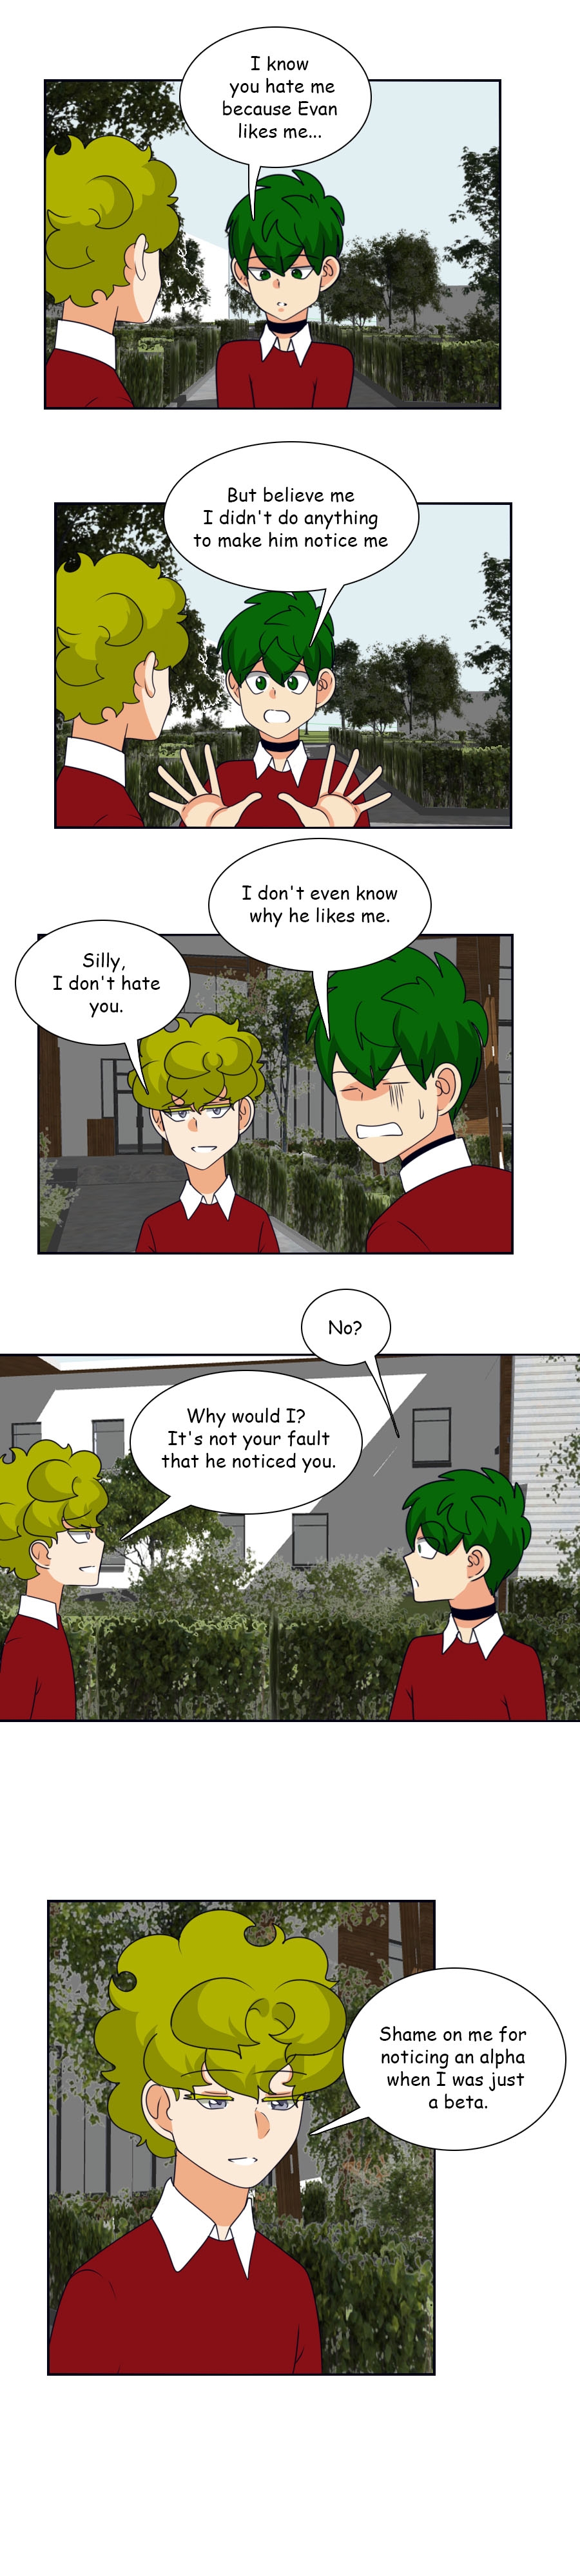 I know
you hate me
because Evan
likes me...
But believe me
I didn't do anything
to make him notice me
I don't even know
why he likes me.
Silly,
I don't hate
you.
No?
Why would I?
It's not your fault
that he noticed you.
Shame on me for
noticing an alpha
when I was just
a beta.